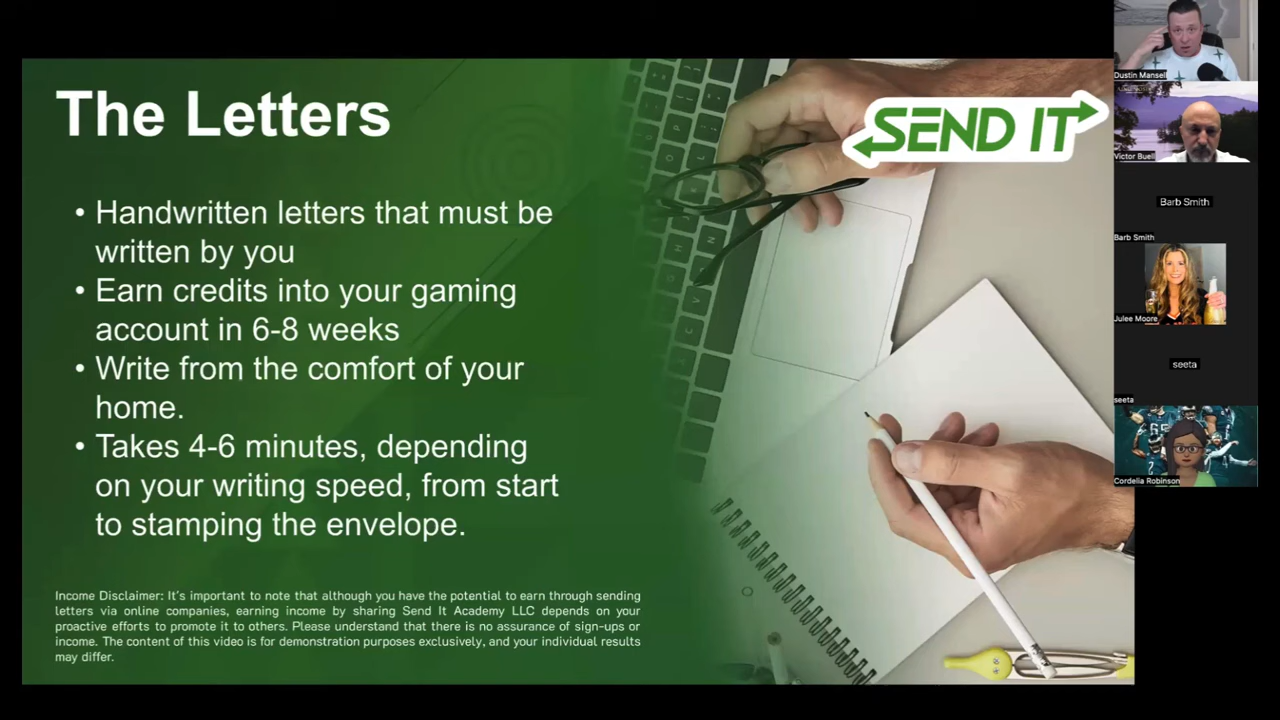 The Letters
SEND IT
• Handwritten letters that must be
written by you
• Earn credits into your gaming
account in 6-8 weeks
• Write from the comfort of your
home.
• Takes 4-6 minutes, depending
on your writing speed, from start
to stamping the envelope.
Income Disclaimer: It's important to note that although you have the potential to earn through sending
letters via online companies, earning income by sharing Send It Academy LLC depends on your
proactive efforts to promote it to others. Please understand that there is no assurance of sign-ups or
income. The content of this video is for demonstration purposes exclusively, and your individual results
may differ.
Dustin Mansell
Victor Buell
Barb Smith
Barb Smith
Julee Moore
seeta
seeta
Cordelia Robinson